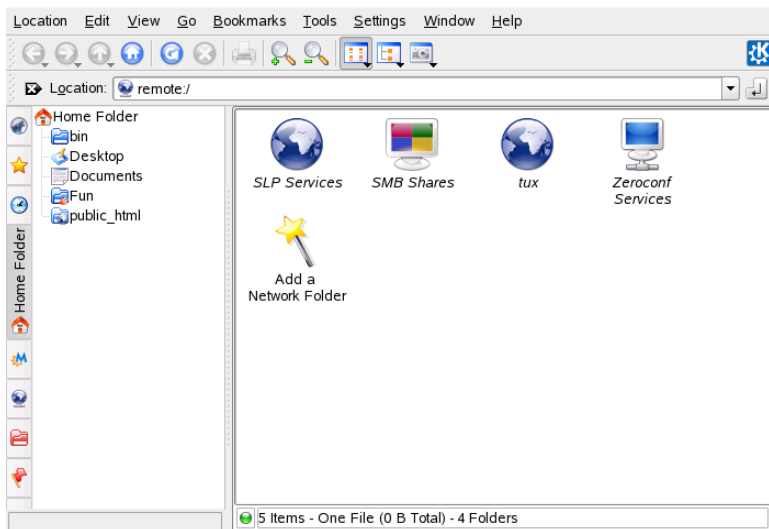 Location Edit View Go Bookmarks Tools Settings Window Help
Location: remote:/
Home Folder
bin
Desktop
Documents
Fun
public_html
Home Folder
SLP Services
SMB Shares
tux
Zeroconf
Services
Add a
Network Folder
5 Items - One File (0 B Total) - 4 Folders